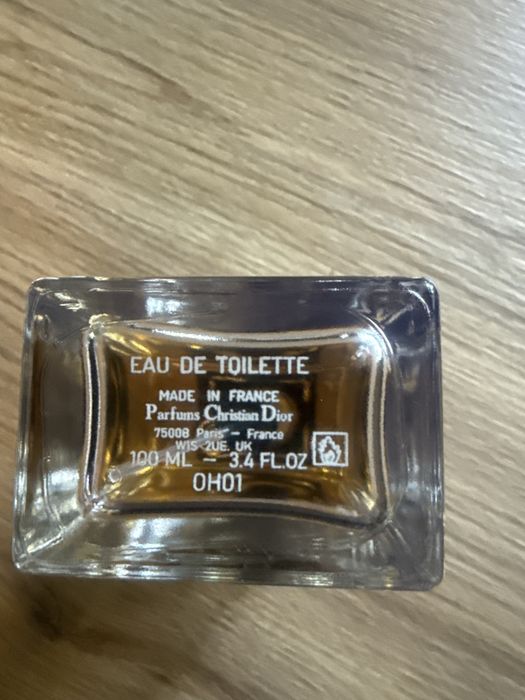 EAU DE TOILETTE
MADE IN FRANCE
Parfums Christian Dior
75008 Paris – France
W1S 2UE. UK
100 ML – 3.4 FL.OZ
0H01